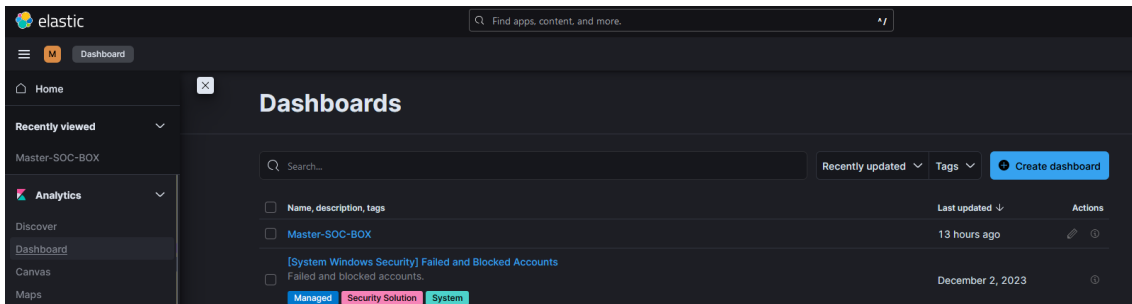 elastic
Find apps, content, and more.
^/
M
Dashboard
Home
Recently viewed
Master-SOC-BOX
Analytics
Discover
Dashboard
Canvas
Maps
Dashboards
Search...
Recently updated
Tags
Create dashboard
Name, description, tags
Last updated
Actions
Master-SOC-BOX
13 hours ago
[System Windows Security] Failed and Blocked Accounts
Failed and blocked accounts.
December 2, 2023
Managed
Security Solution
System